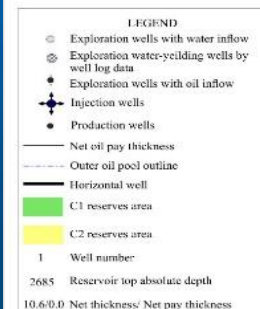 LEGEND
Exploration wells with water inflow
Exploration water-yeilding wells by
well log data
Exploration wells with oil inflow
Injection wells
Production wells
Net oil pay thickness
Outer oil pool outline
Horizontal well
C1 reserves area
C2 reserves area
1 Well number
2685 Reservoir top absolute depth
10.6/0.0 Net thickness/ Net pay thickness